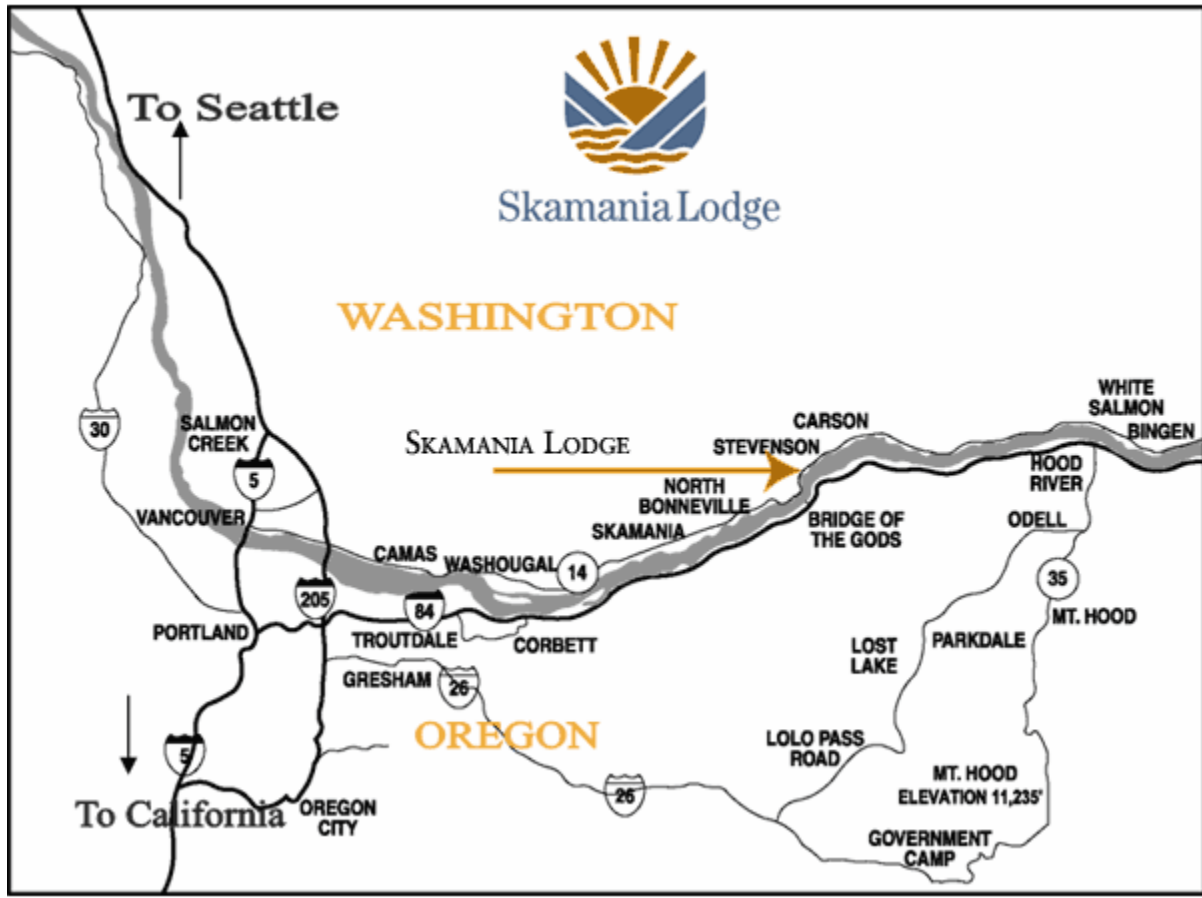 To Seattle
Skamania Lodge
WASHINGTON
30
SALMON
CREEK
5
SKAMANIA LODGE
STEVENSON
CARSON
WHITE
SALMON
BINGEN
VANCOUVER
NORTH
BONNEVILLE
SKAMANIA
BRIDGE OF
THE GODS
HOOD
RIVER
ODELL
CAMAS
WASHOUGAL
14
35
205
84
PORTLAND
TROUTDALE
CORBETT
MT. HOOD
GRESHAM
26
LOST
LAKE
PARKDALE
OREGON
5
LOLO PASS
ROAD
To California
OREGON
CITY
26
MT. HOOD
ELEVATION 11,235'
GOVERNMENT
CAMP